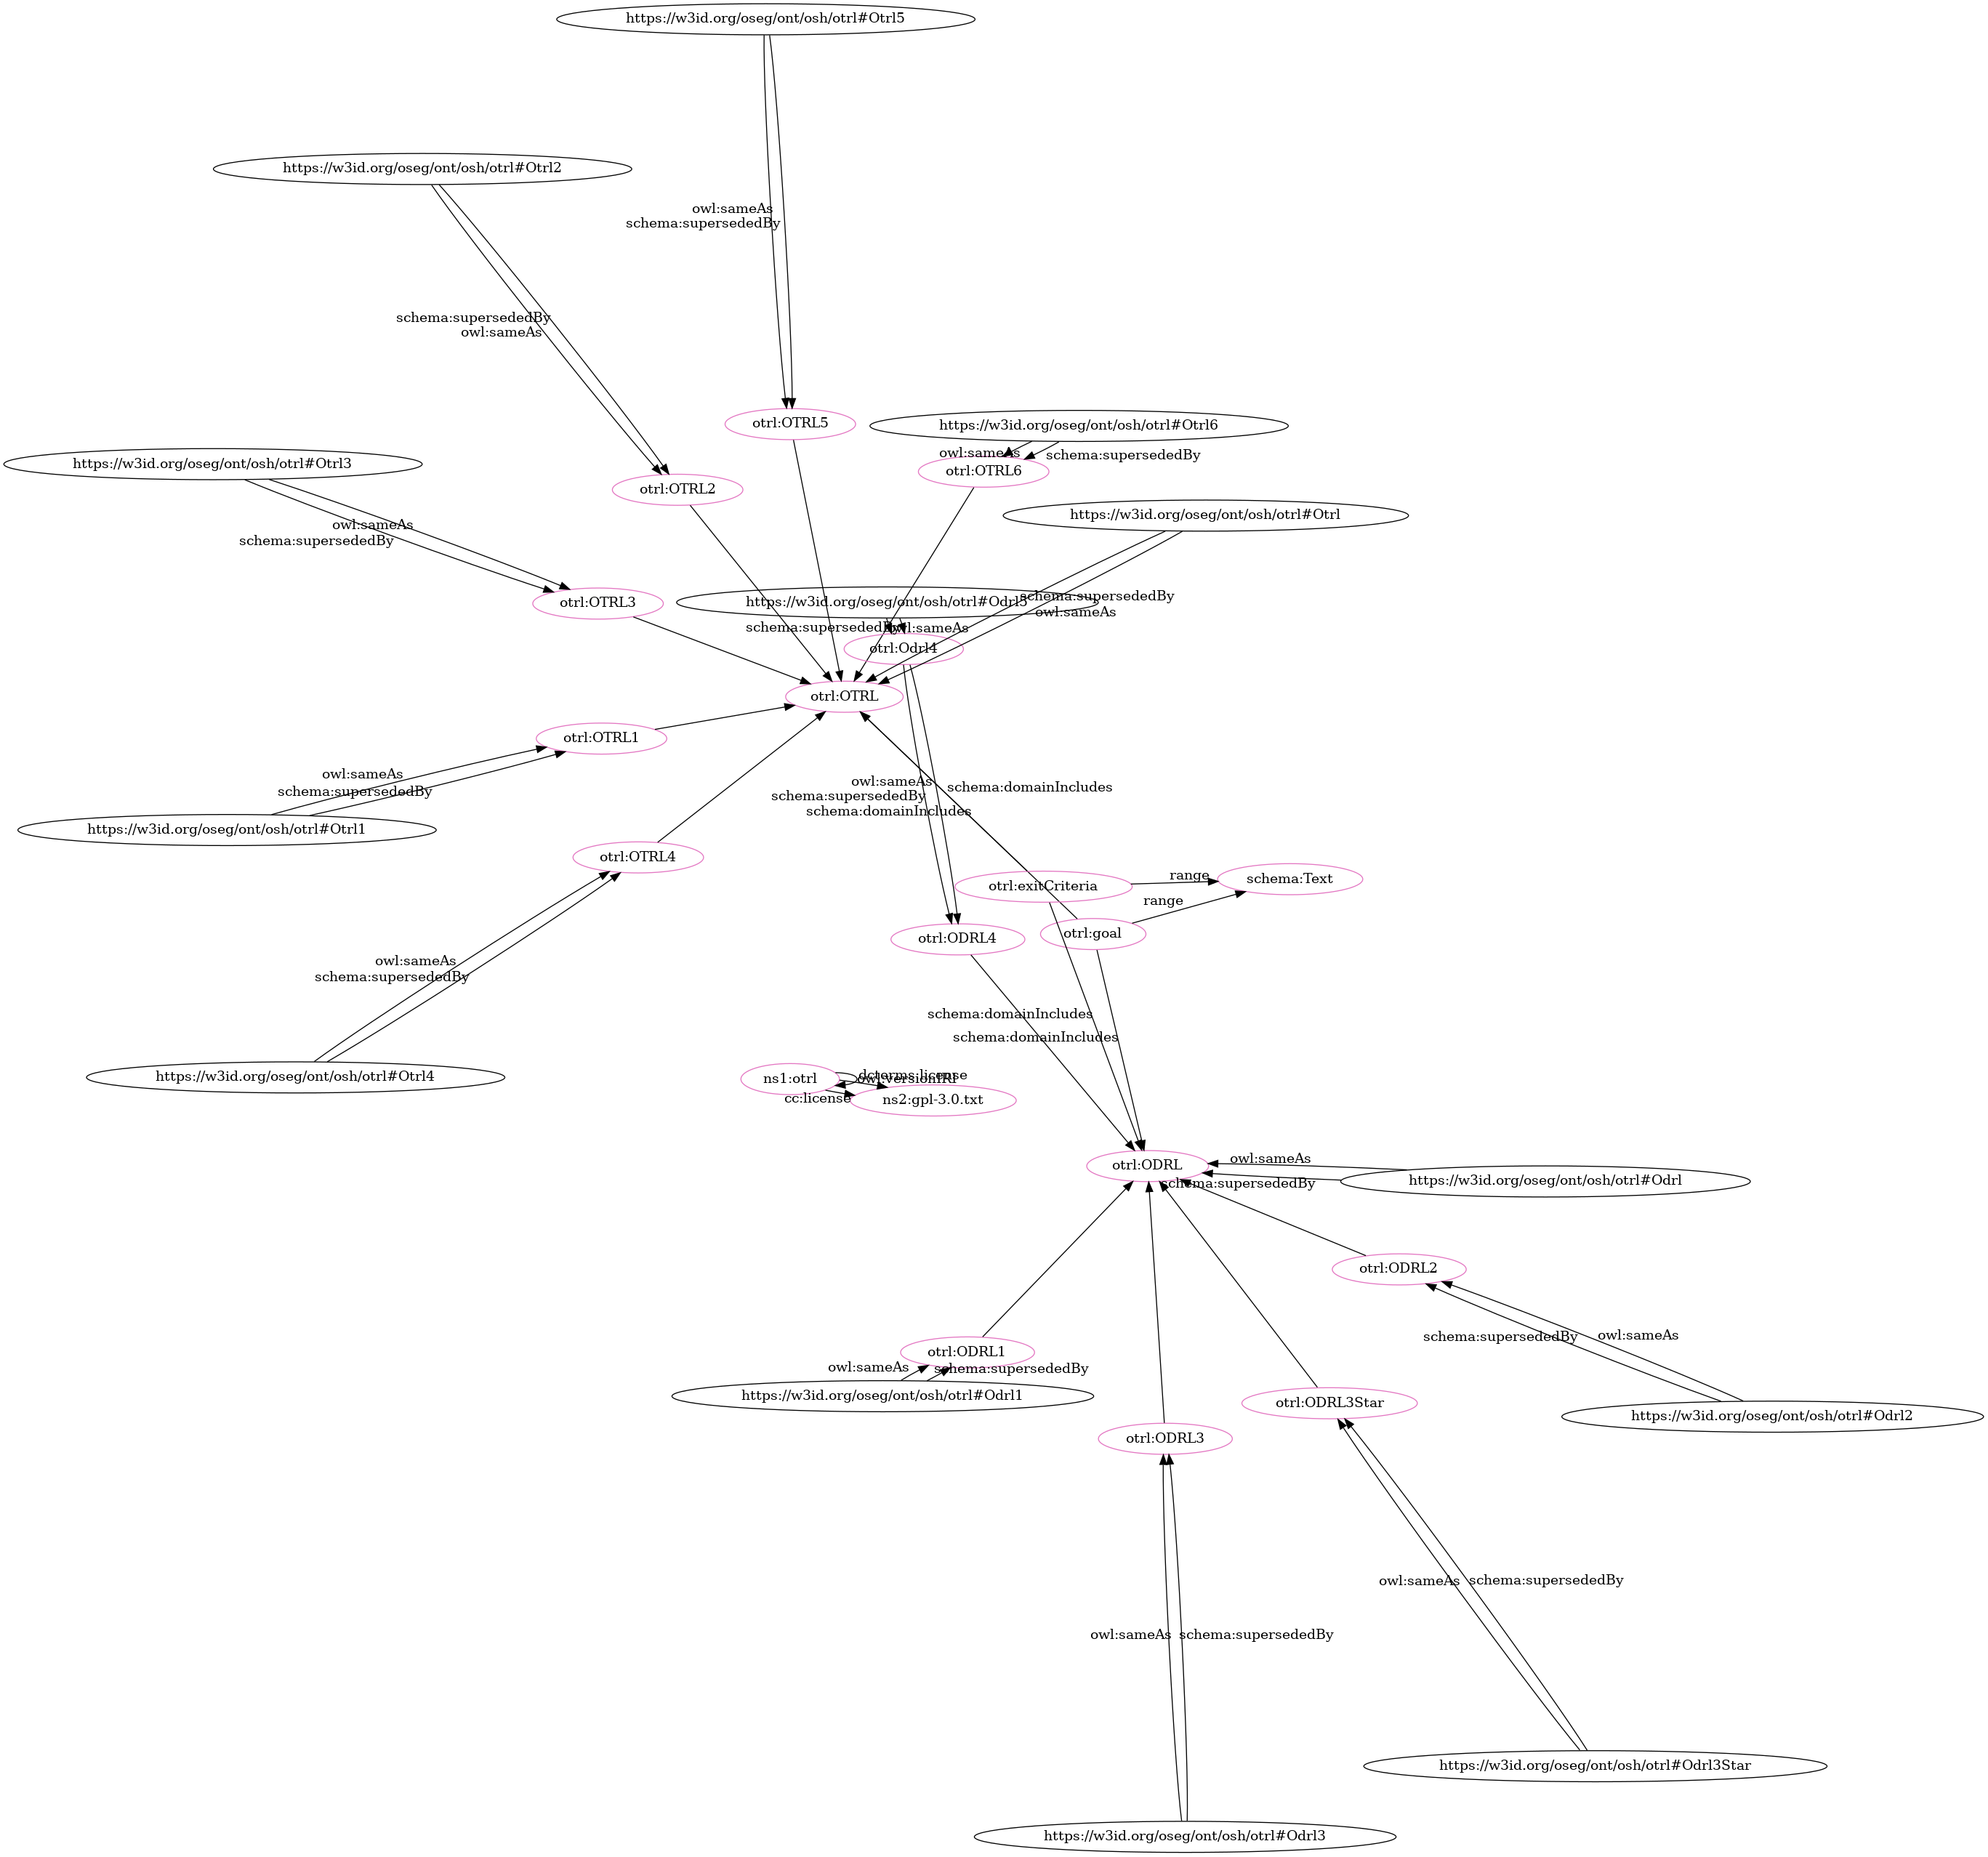 https://w3id.org/oseg/ont/osh/otrl#Otrl5
https://w3id.org/oseg/ont/osh/otrl#Otrl2
owl:sameAs
schema:supersededBy
schema:supersededBy
owl:sameAs
otrl:OTRL5
https://w3id.org/oseg/ont/osh/otrl#Otrl6
owl:sameAs
schema:supersededBy
https://w3id.org/oseg/ont/osh/otrl#Otrl3
otrl:OTRL6
otrl:OTRL2
https://w3id.org/oseg/ont/osh/otrl#Otrl
owl:sameAs
schema:supersededBy
otrl:OTRL3
https://w3id.org/oseg/ont/osh/otrl#Odrl5
schema:supersededBy
owl:sameAs
schema:supersededBy
owl:sameAs
otrl:Odrl4
otrl:OTRL
otrl:OTRL1
owl:sameAs
schema:supersededBy
owl:sameAs
schema:supersededBy
schema:domainIncludes
schema:domainIncludes
https://w3id.org/oseg/ont/osh/otrl#Otrl1
otrl:OTRL4
otrl:exitCriteria
range
schema:Text
range
otrl:goal
otrl:ODRL4
owl:sameAs
schema:supersededBy
schema:domainIncludes
schema:domainIncludes
https://w3id.org/oseg/ont/osh/otrl#Otrl4
ns1:otrl
dcterms:license
owl:versionIRI
cc:license
ns2:gpl-3.0.txt
otrl:ODRL
owl:sameAs
schema:supersededBy
https://w3id.org/oseg/ont/osh/otrl#Odrl
otrl:ODRL2
schema:supersededBy
owl:sameAs
otrl:ODRL1
owl:sameAs
schema:supersededBy
https://w3id.org/oseg/ont/osh/otrl#Odrl1
otrl:ODRL3Star
https://w3id.org/oseg/ont/osh/otrl#Odrl2
otrl:ODRL3
owl:sameAs
schema:supersededBy
owl:sameAs
schema:supersededBy
https://w3id.org/oseg/ont/osh/otrl#Odrl3Star
https://w3id.org/oseg/ont/osh/otrl#Odrl3